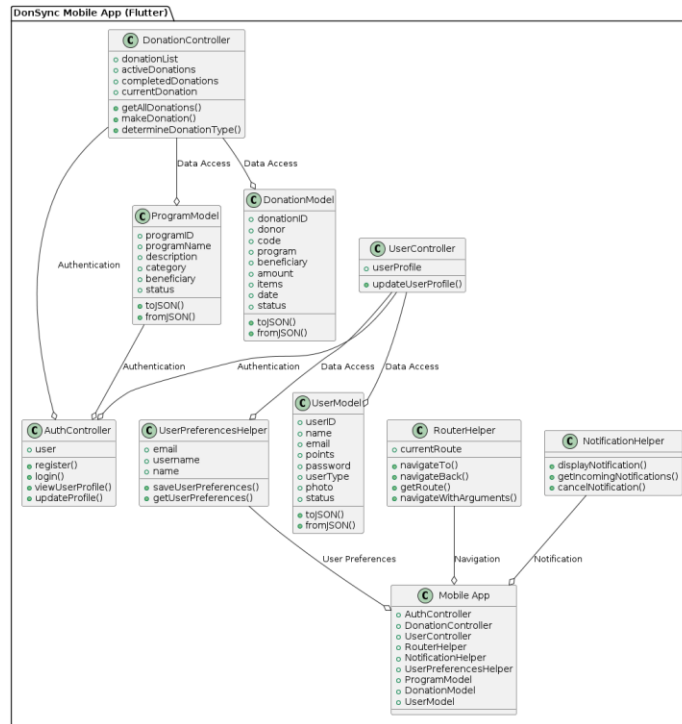 DonSync Mobile App (Flutter)
C DonationController
donationList
activeDonations
completedDonations
currentDonation
getAllDonations()
makeDonation()
determineDonationType()
Data Access
Data Access
C ProgramModel
programID
programName
description
category
beneficiary
status
toJSON()
fromJSON()
C DonationModel
donationID
donor
code
program
beneficiary
amount
items
date
status
toJSON()
fromJSON()
C UserController
userProfile
updateUserProfile()
Authentication
Authentication
Authentication
Data Access
Data Access
C AuthController
user
register()
login()
viewUserProfile()
updateProfile()
C UserPreferencesHelper
email
username
name
saveUserPreferences()
getUserPreferences()
C UserModel
userID
name
email
points
password
userType
photo
status
toJSON()
fromJSON()
C RouterHelper
currentRoute
navigateTo()
navigateBack()
getRoute()
navigateWithArguments()
C NotificationHelper
displayNotification()
getIncomingNotifications()
cancelNotification()
User Preferences
Navigation
Notification
C Mobile App
AuthController
DonationController
UserController
RouterHelper
NotificationHelper
UserPreferencesHelper
ProgramModel
DonationModel
UserModel